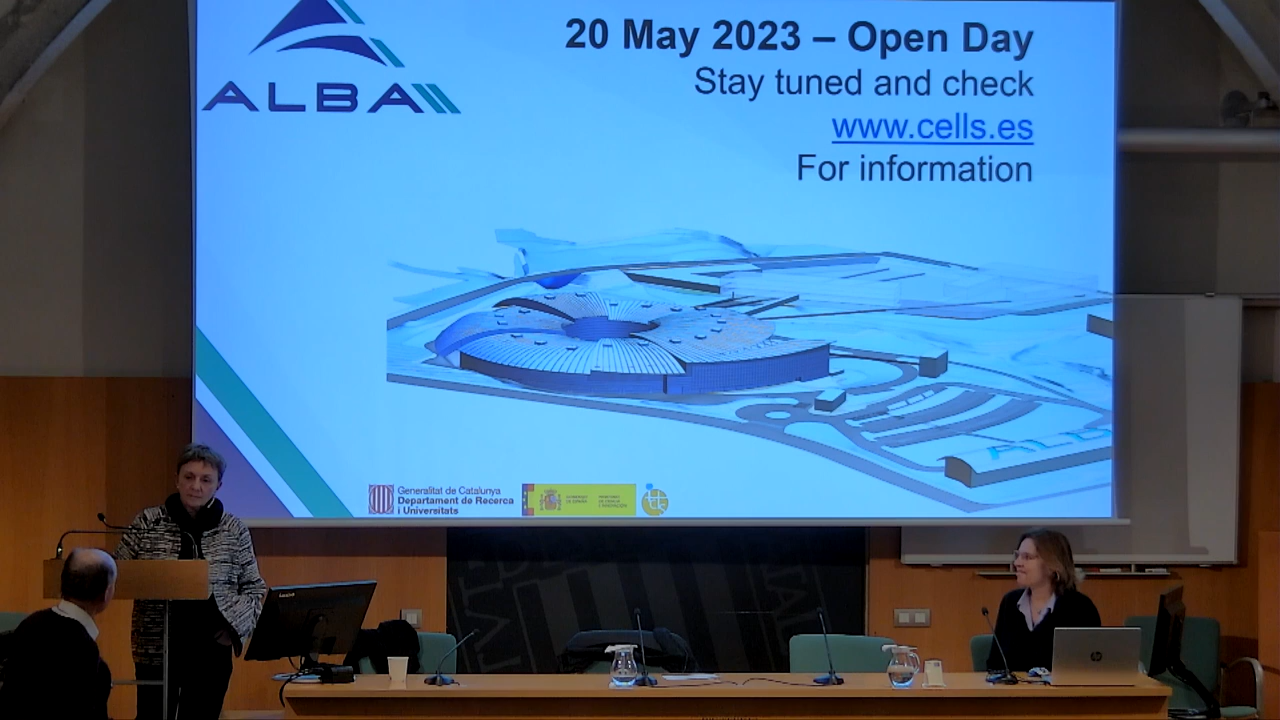 20 May 2023 – Open Day
Stay tuned and check
www.cells.es
For information
ALBA
Generalitat de Catalunya
Departament de Recerca
i Universitats
hp